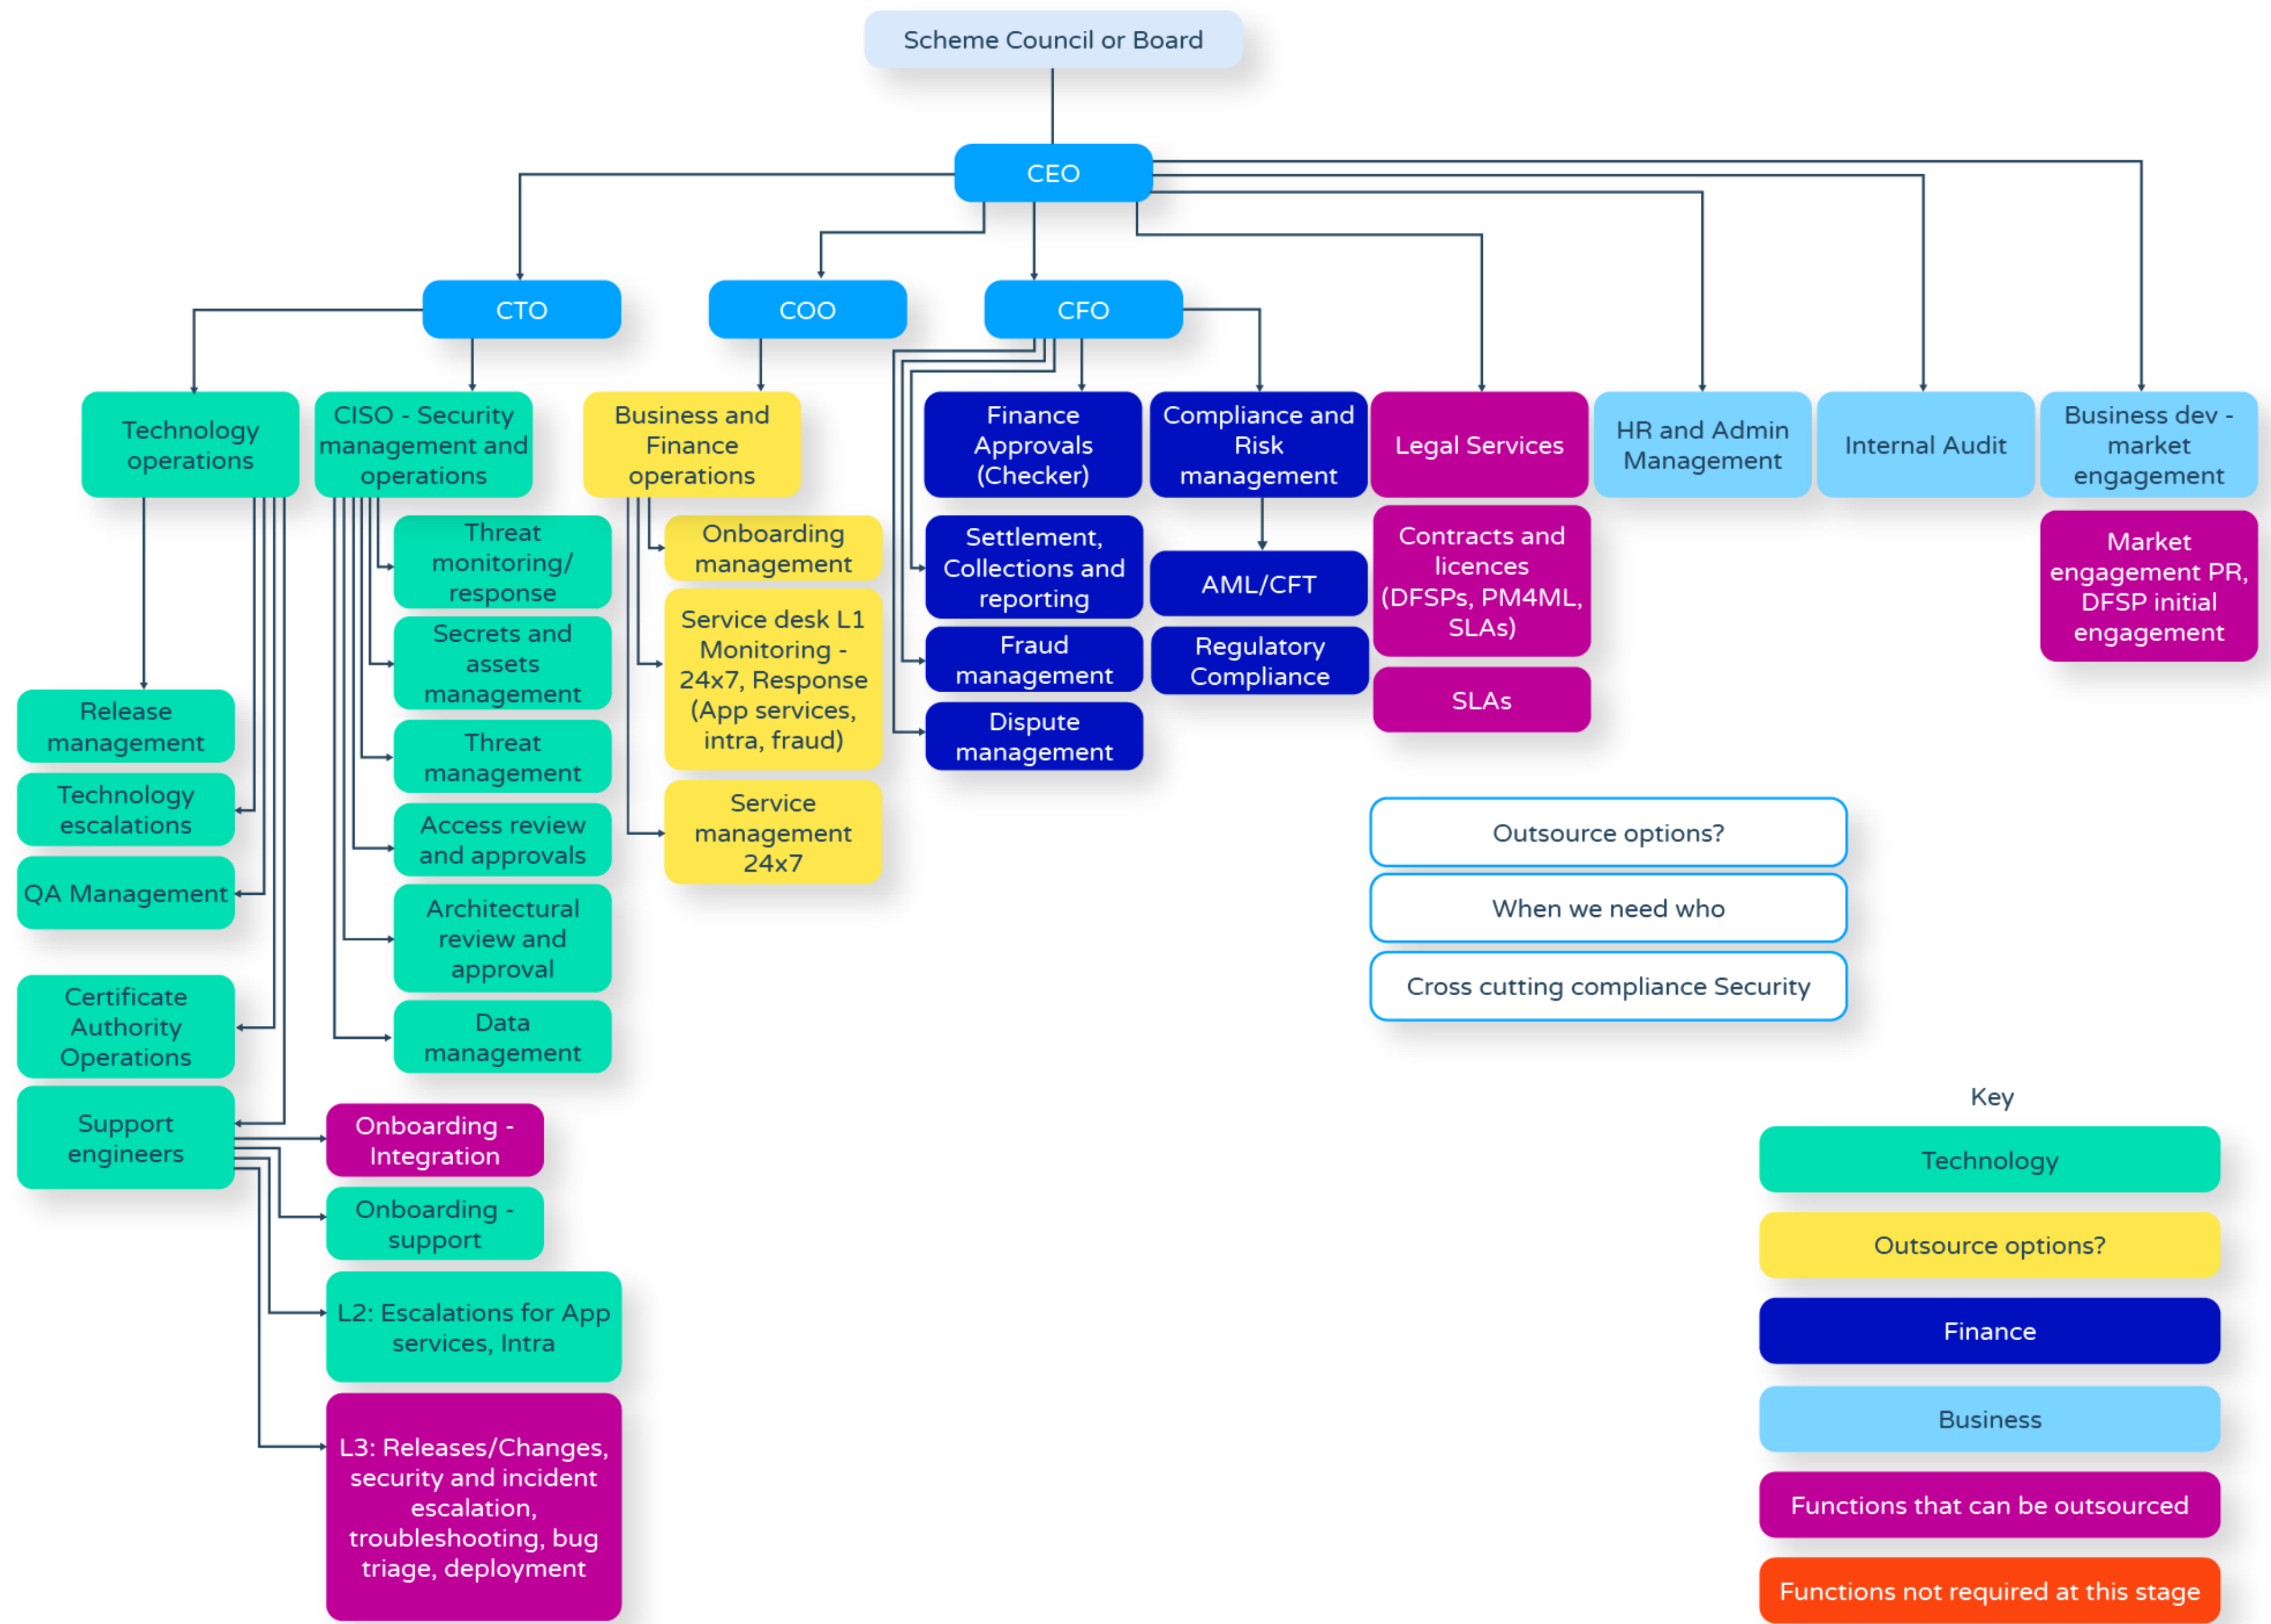 Scheme Council or Board
CEO
CTO
COO
CFO
Technology
operations
CISO - Security
management and
operations
Business and
Finance
operations
Finance
Approvals
(Checker)
Compliance and
Risk
management
Legal Services
HR and Admin
Management
Internal Audit
Business dev -
market
engagement
Threat
monitoring/
response
Secrets and
assets
management
Threat
management
Access review
and approvals
Architectural
review and
approval
Data
management
Onboarding
management
Service desk L1
Monitoring -
24x7, Response
(App services,
intra, fraud)
Service
management
24x7
Settlement,
Collections and
reporting
Fraud
management
Dispute
management
AML/CFT
Regulatory
Compliance
Contracts and
licences
(DFSPs, PM4ML,
SLAs)
SLAs
Market
engagement PR,
DFSP initial
engagement
Release
management
Technology
escalations
QA Management
Certificate
Authority
Operations
Support
engineers
Onboarding -
Integration
Onboarding -
support
L2: Escalations for App
services, Intra
L3: Releases/Changes,
security and incident
escalation,
troubleshooting, bug
triage, deployment
Outsource options?
When we need who
Cross cutting compliance Security
Key
Technology
Outsource options?
Finance
Business
Functions that can be outsourced
Functions not required at this stage